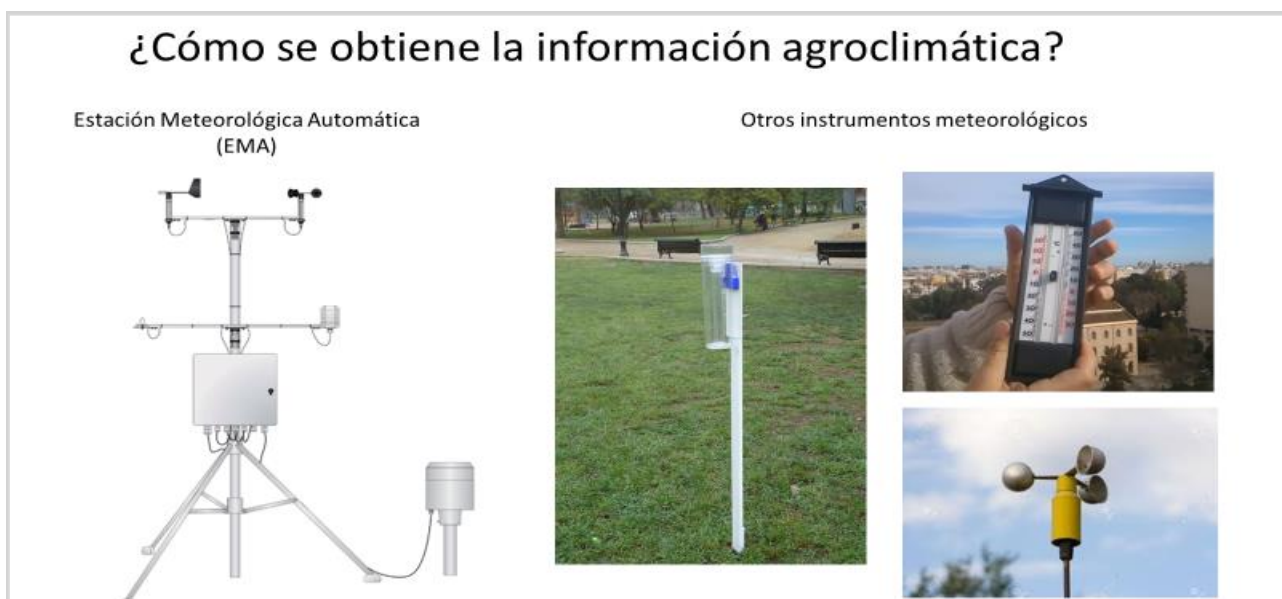 ¿Cómo se obtiene la información agroclimática?
Estación Meteorológica Automática
(EMA)
Otros instrumentos meteorológicos
°C